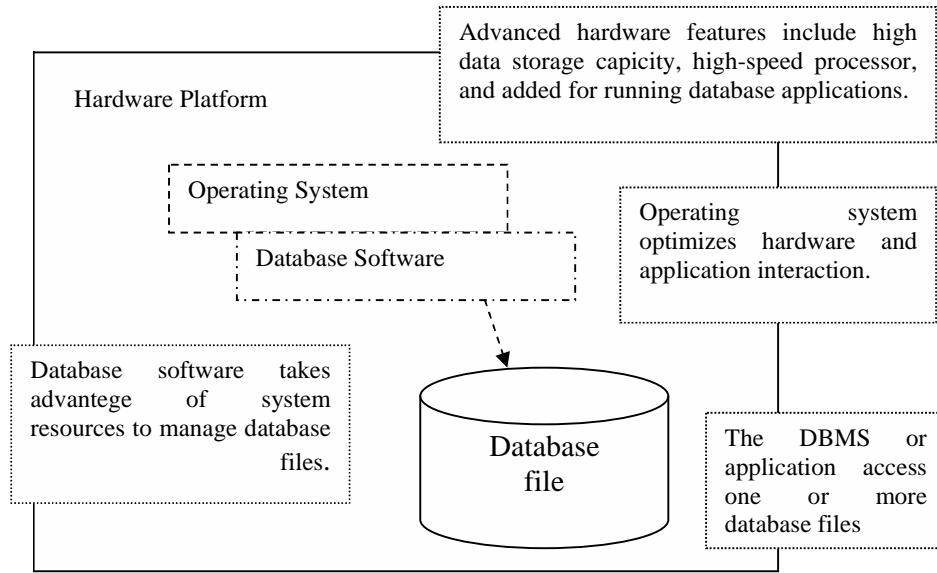 Advanced hardware features include high
data storage capicity, high-speed processor,
and added for running database applications.
Hardware Platform
Operating System
Operating system
optimizes hardware and
application interaction.
Database Software
Database software takes
advantege of system
resources to manage database
files.
Database
file
The DBMS or
application access
one or more
database files